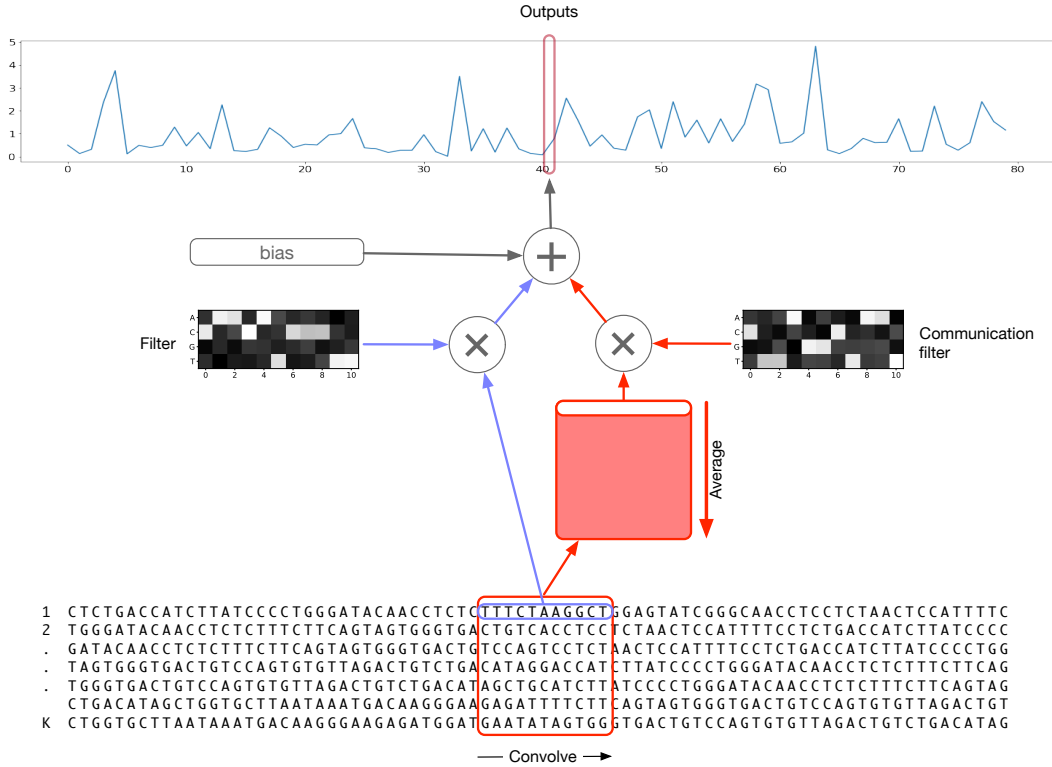 Outputs
5
4
3
2
1
0
0 10 20 30 40 50 60 70 80
bias
Filter
A
C
G
T
0 2 4 6 8 10
A
C
G
T
0 2 4 6 8 10
Communication
filter
Average
1 CTCTGACCATCTTATCCCCTGGGATACAACCTCTCTTTCTAAGGCTGGAGTATCGGGCAACCTCCTCTAACTCCATTTTC
2 TGGGATACAACCTCTCTTTCTTCAGTAGTGGGTGACTGTCACCTCCTCTAACTCCATTTTCCTCTGACCATCTTATCCCC
. GATACAACCTCTCTTTCTTCAGTAGTGGGTGACTGTCCAGTCCTCTAACTCCATTTTCCTCTGACCATCTTATCCCCTGG
. TAGTGGGTGACTGTCCAGTGTGTTAGACTGTCTGACATAGGACCATCTTATCCCCTGGGATACAACCTCTCTTTCTTCAG
. TGGGTGACTGTCCAGTGTGTTAGACTGTCTGACATAGCTGCATCTTATCCCCTGGGATACAACCTCTCTTTCTTCAGTAG
CTGACATAGCTGGTGCTTAATAAATGACAAGGGAAGAGATTTTCTTCAGTAGTGGGTGACTGTCCAGTGTGTTAGACTGT
K CTGGTGCTTAATAAATGACAAGGGAAGAGATGGATGAATATAGTGGGTGACTGTCCAGTGTGTTAGACTGTCTGACATAG
Convolve